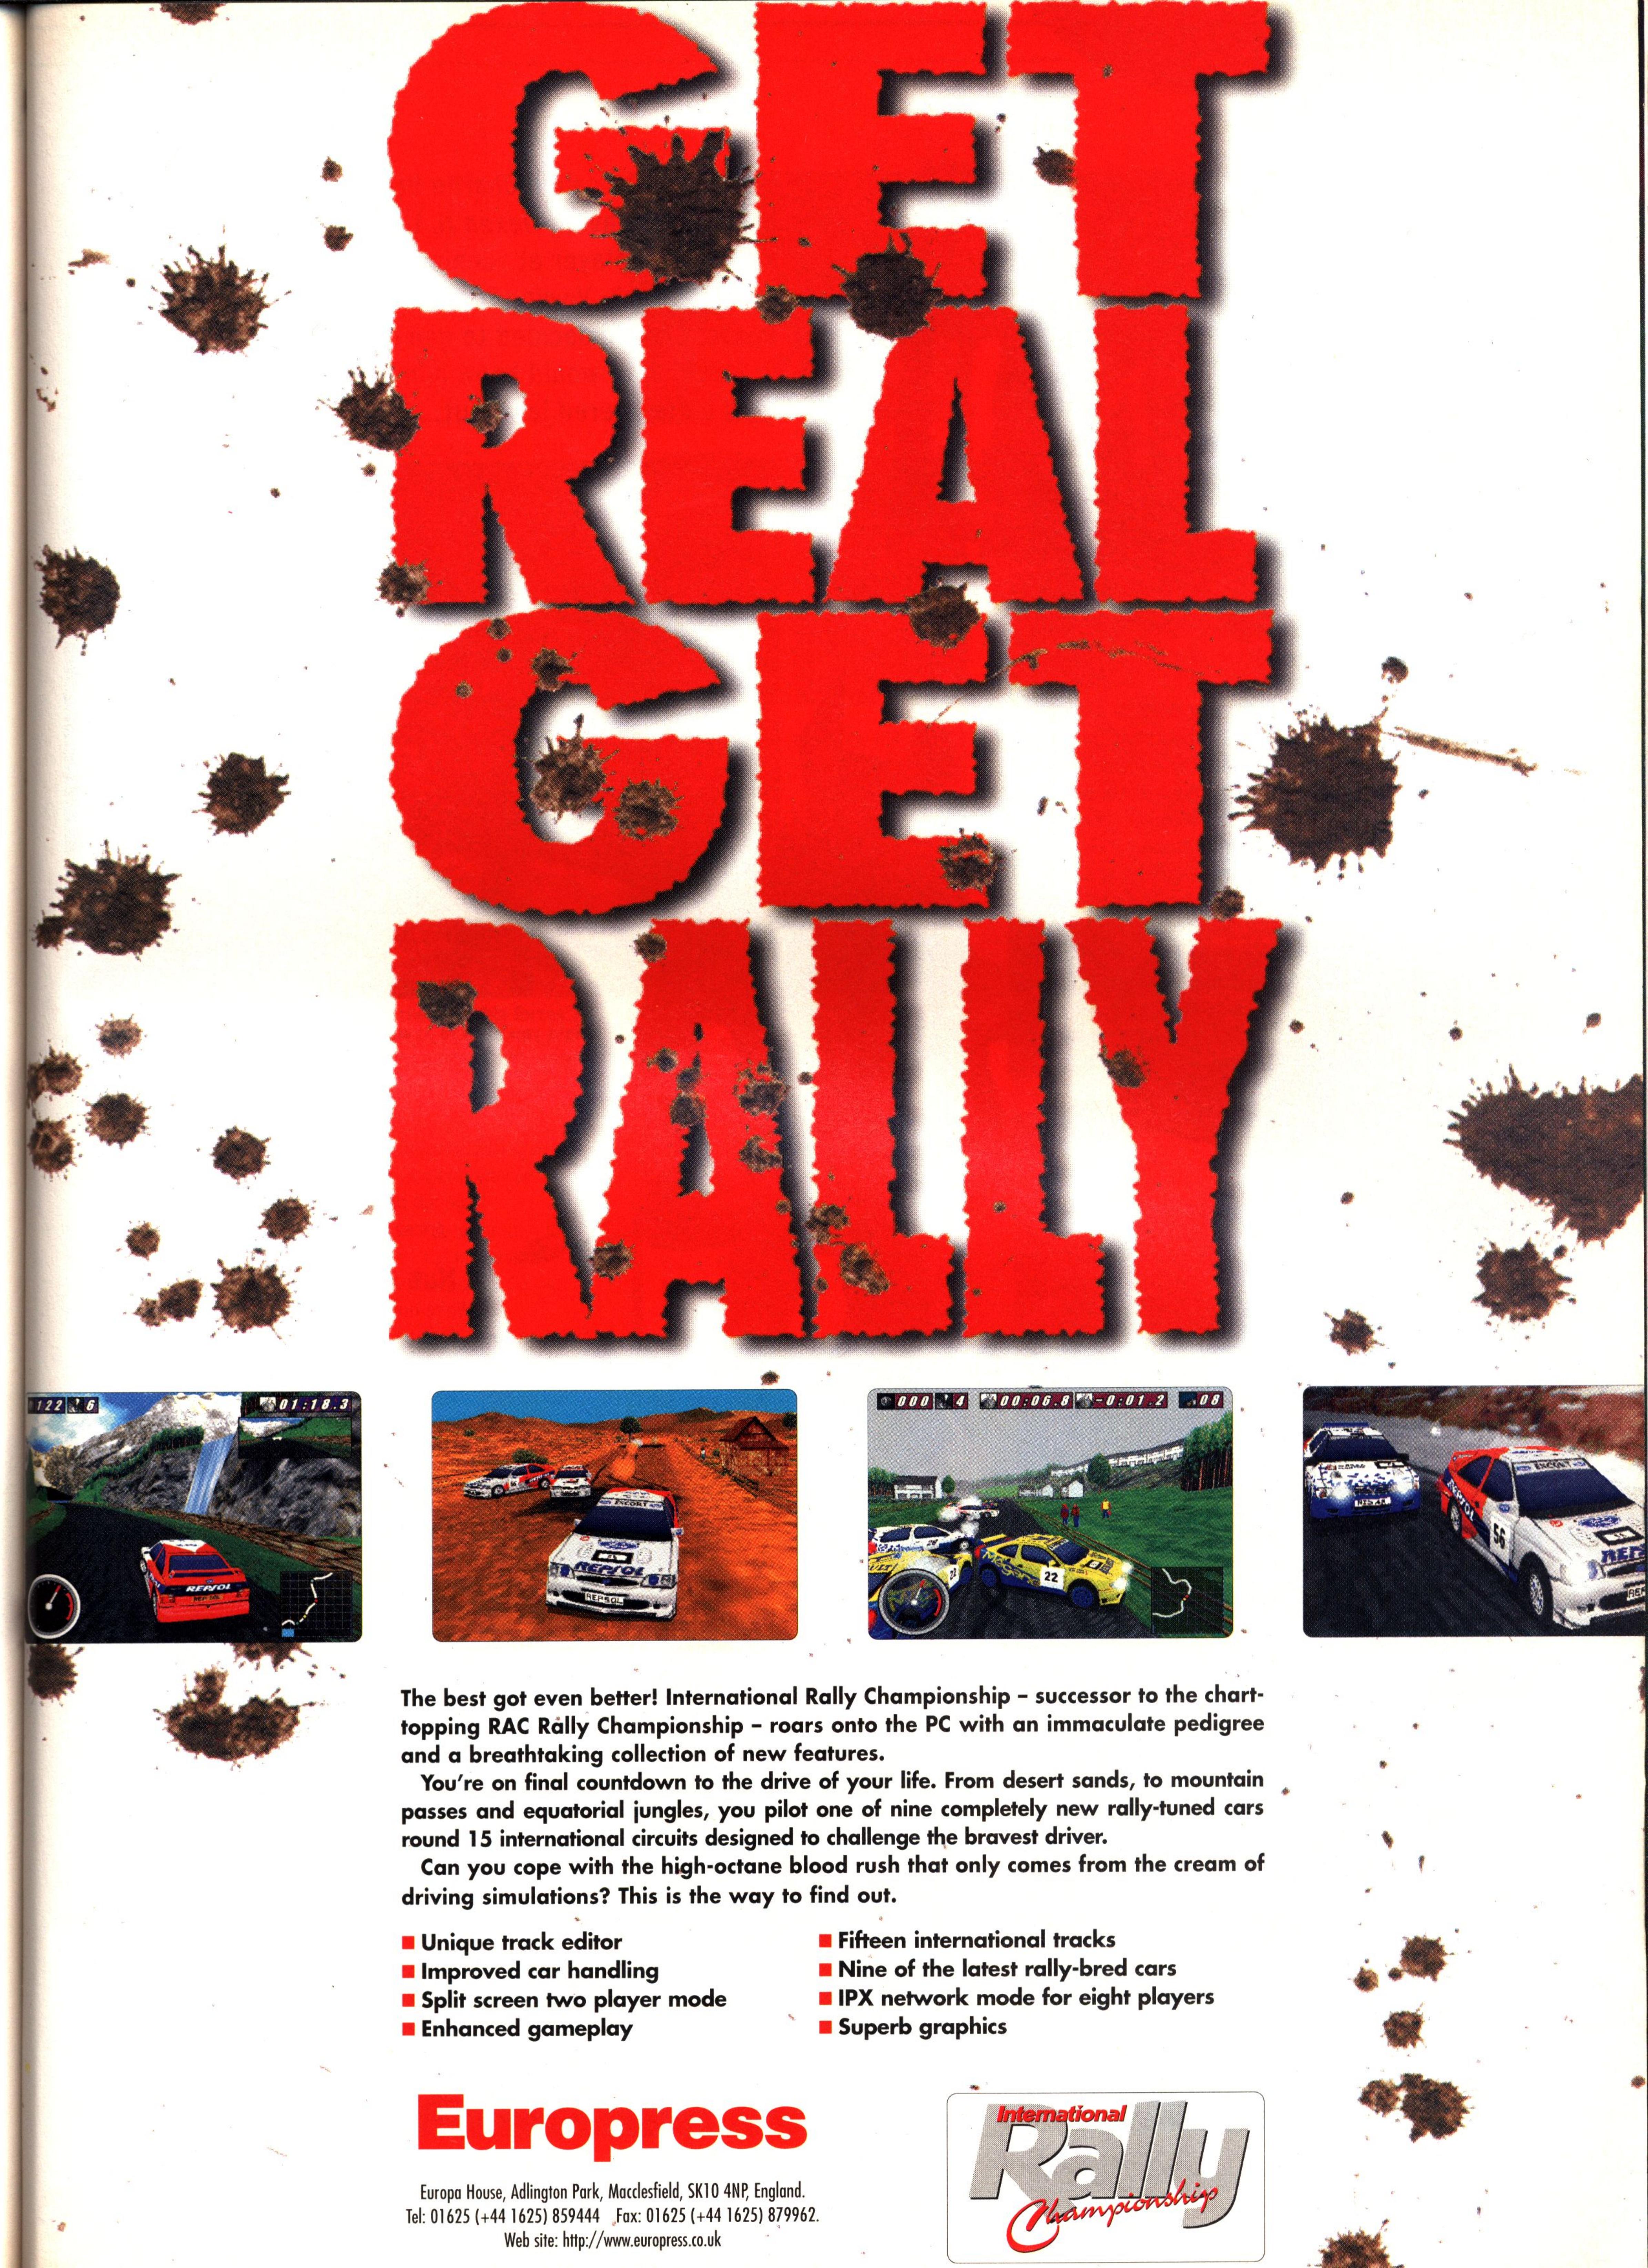 GET
REAL
GET
RALLY
122 6 01:18.3
000 4 00:06.8 -0:01.2 08
REPSOL
ESCORT
REPSOL
REPSOL
Megane
22
ESCORT
REPSOL
56
The best got even better! International Rally Championship – successor to the chart-
topping RAC Rally Championship – roars onto the PC with an immaculate pedigree
and a breathtaking collection of new features.
You're on final countdown to the drive of your life. From desert sands, to mountain
passes and equatorial jungles, you pilot one of nine completely new rally-tuned cars
round 15 international circuits designed to challenge the bravest driver.
Can you cope with the high-octane blood rush that only comes from the cream of
driving simulations? This is the way to find out.
■ Unique track editor
■ Improved car handling
■ Split screen two player mode
■ Enhanced gameplay
■ Fifteen international tracks
■ Nine of the latest rally-bred cars
■ IPX network mode for eight players
■ Superb graphics
Europress
Europa House, Adlington Park, Macclesfield, SK10 4NP, England.
Tel: 01625 (+44 1625) 859444 Fax: 01625 (+44 1625) 879962.
Web site: http://www.europress.co.uk
International
Rally
Championship